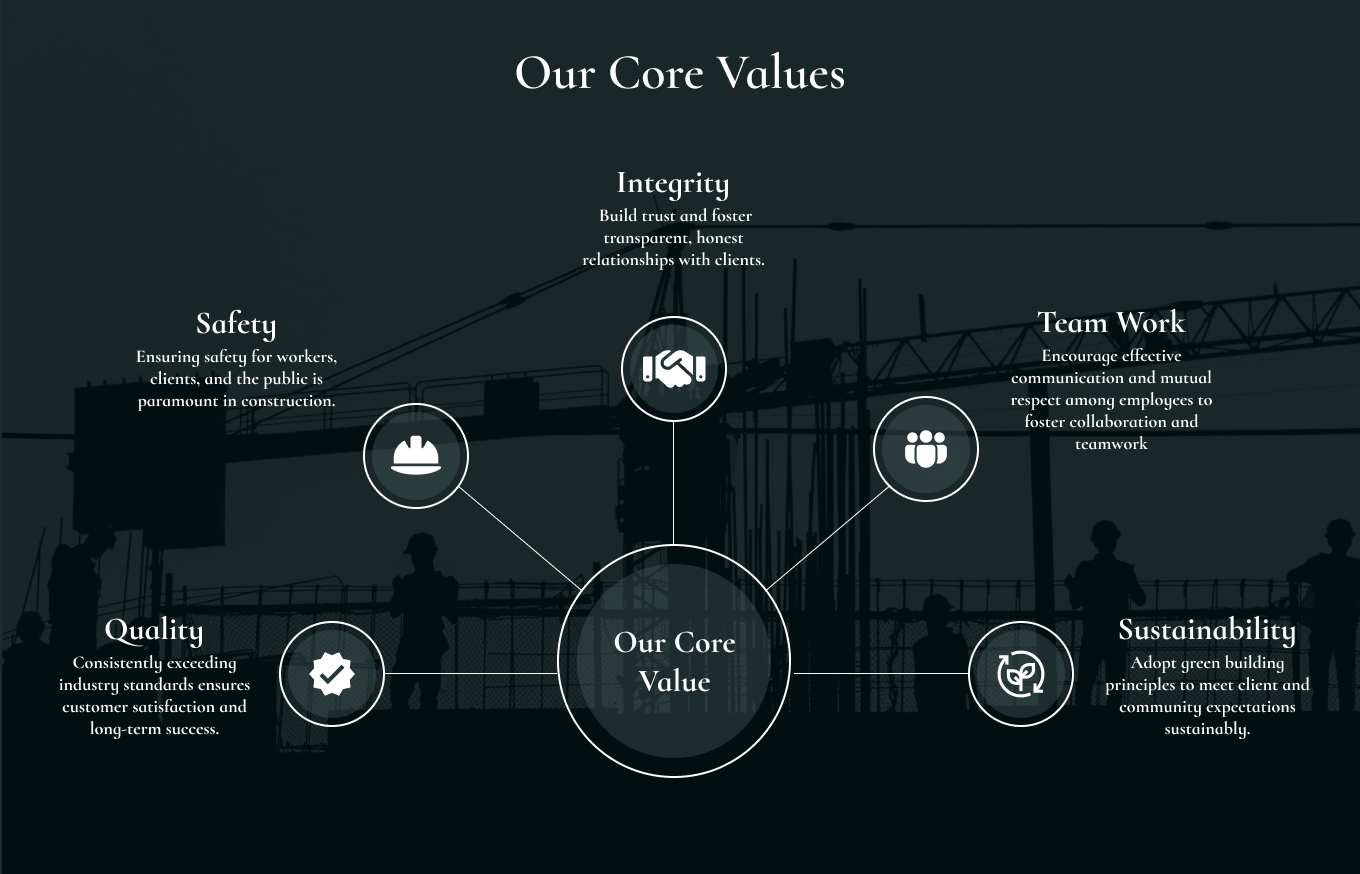 Our Core Values
Integrity
Build trust and foster
transparent, honest
relationships with clients.
Safety
Ensuring safety for workers,
clients, and the public is
paramount in construction.
Team Work
Encourage effective
communication and mutual
respect among employees to
foster collaboration and
teamwork
Quality
Consistently exceeding
industry standards ensures
customer satisfaction and
long-term success.
Our Core
Value
Sustainability
Adopt green building
principles to meet client and
community expectations
sustainably.